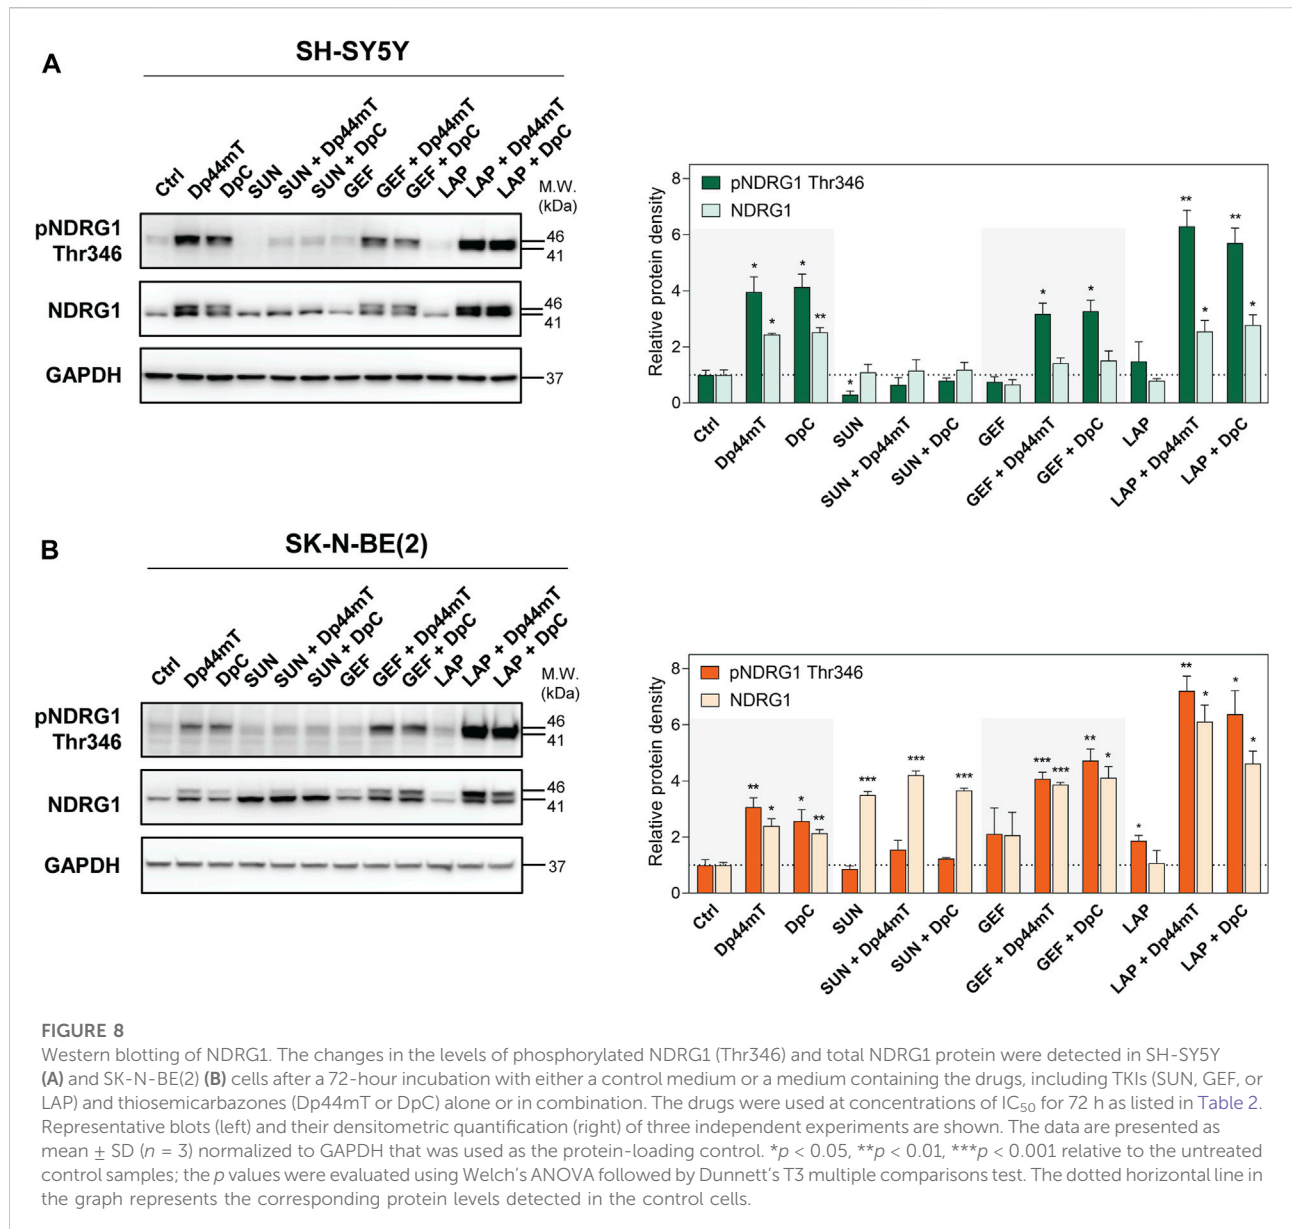 A
SH-SY5Y
Ctrl
Dp44mT
DpC
SUN
SUN + Dp44mT
SUN + DpC
GEF
GEF + Dp44mT
GEF + DpC
LAP
LAP + Dp44mT
LAP + DpC
M.W.
(kDa)
pNDRG1
Thr346
46
41
NDRG1
46
41
GAPDH
37
Relative protein density
8
6
4
2
0
pNDRG1 Thr346
NDRG1
* * * ** * * * ** * ** *
Ctrl
Dp44mT
DpC
SUN
SUN + Dp44mT
SUN + DpC
GEF
GEF + Dp44mT
GEF + DpC
LAP
LAP + Dp44mT
LAP + DpC
B
SK-N-BE(2)
Ctrl
Dp44mT
DpC
SUN
SUN + Dp44mT
SUN + DpC
GEF
GEF + Dp44mT
GEF + DpC
LAP
LAP + Dp44mT
LAP + DpC
M.W.
(kDa)
pNDRG1
Thr346
46
41
NDRG1
46
41
GAPDH
37
Relative protein density
8
6
4
2
0
pNDRG1 Thr346
NDRG1
** * * ** *** *** *** *** *** ** * * ** * * *
Ctrl
Dp44mT
DpC
SUN
SUN + Dp44mT
SUN + DpC
GEF
GEF + Dp44mT
GEF + DpC
LAP
LAP + Dp44mT
LAP + DpC
FIGURE 8
Western blotting of NDRG1. The changes in the levels of phosphorylated NDRG1 (Thr346) and total NDRG1 protein were detected in SH-SY5Y
(A) and SK-N-BE(2) (B) cells after a 72-hour incubation with either a control medium or a medium containing the drugs, including TKIs (SUN, GEF, or
LAP) and thiosemicarbazones (Dp44mT or DpC) alone or in combination. The drugs were used at concentrations of IC50 for 72 h as listed in Table 2.
Representative blots (left) and their densitometric quantification (right) of three independent experiments are shown. The data are presented as
mean ± SD (n = 3) normalized to GAPDH that was used as the protein-loading control. *p < 0.05, **p < 0.01, ***p < 0.001 relative to the untreated
control samples; the p values were evaluated using Welch's ANOVA followed by Dunnett's T3 multiple comparisons test. The dotted horizontal line in
the graph represents the corresponding protein levels detected in the control cells.